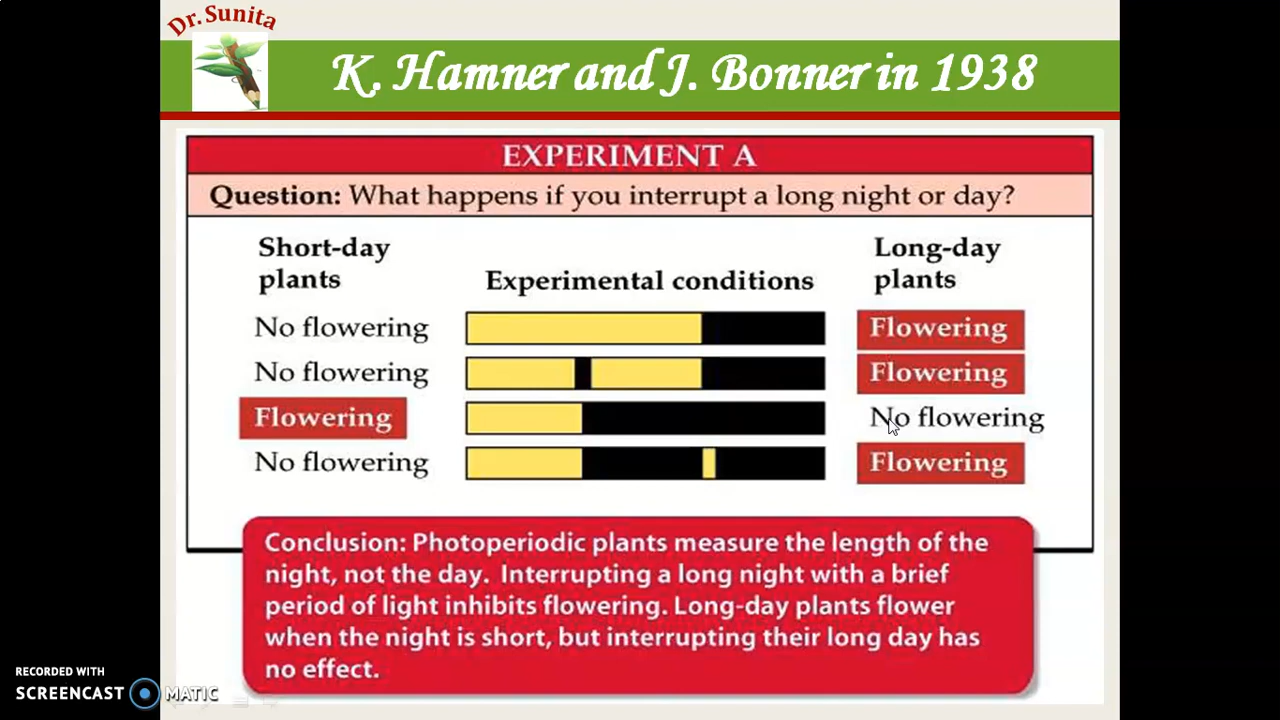 Dr. Sunita
K. Hamner and J. Bonner in 1938
EXPERIMENT A
Question: What happens if you interrupt a long night or day?
Short-day
plants
Experimental conditions
Long-day
plants
No flowering
Flowering
No flowering
Flowering
Flowering
No flowering
No flowering
Flowering
Conclusion: Photoperiodic plants measure the length of the
night, not the day. Interrupting a long night with a brief
period of light inhibits flowering. Long-day plants flower
when the night is short, but interrupting their long day has
no effect.
RECORDED WITH
SCREENCAST MATIC